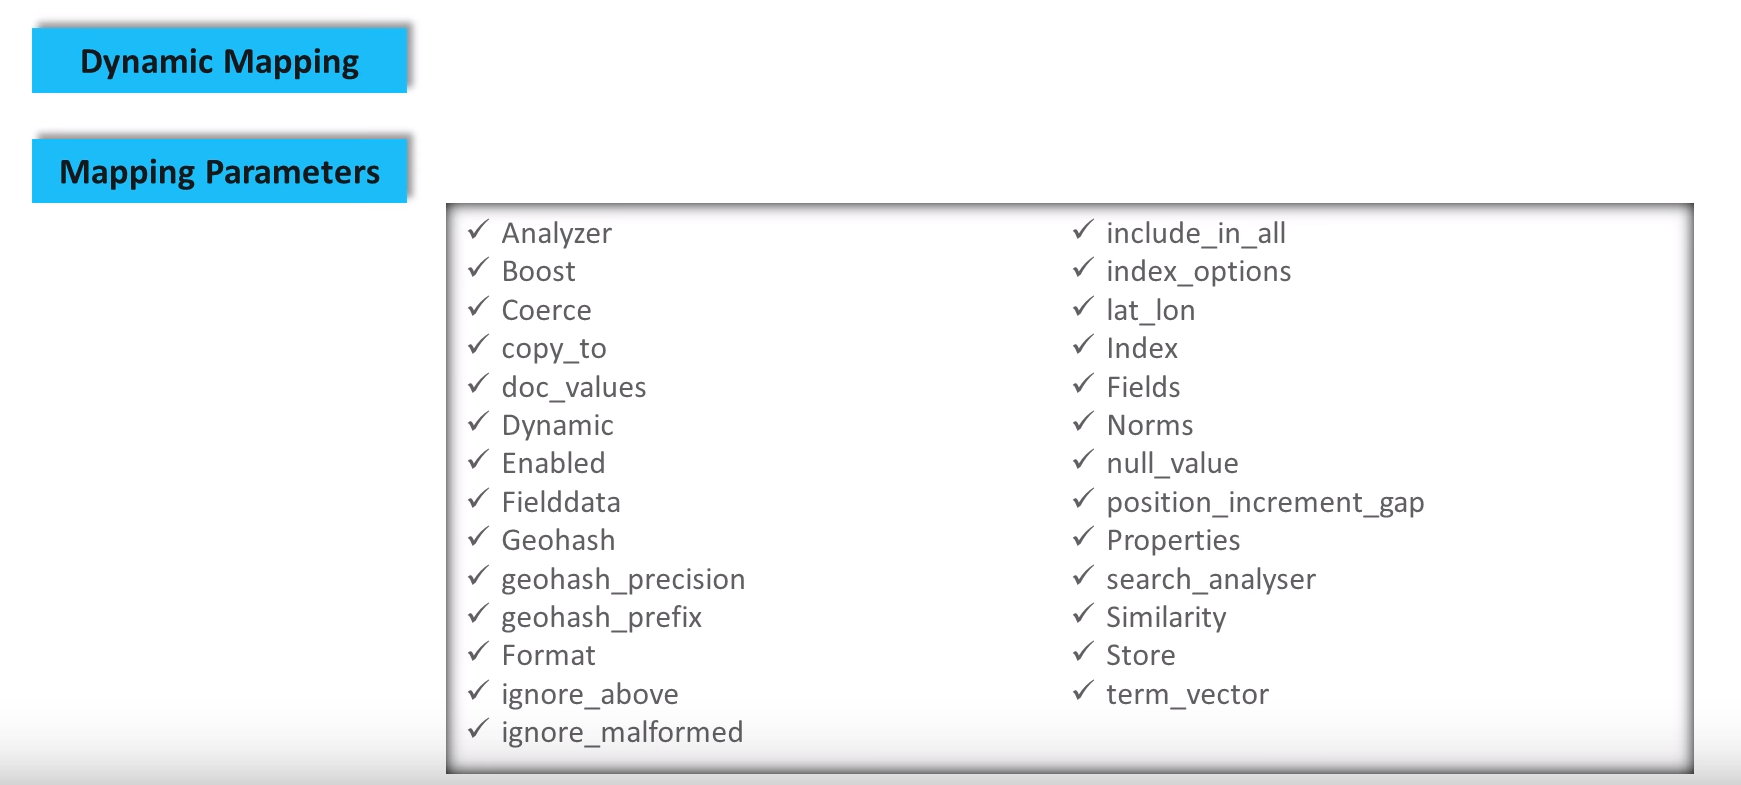 Dynamic Mapping
Mapping Parameters
✓ Analyzer
✓ Boost
✓ Coerce
✓ copy_to
✓ doc_values
✓ Dynamic
✓ Enabled
✓ Fielddata
✓ Geohash
✓ geohash_precision
✓ geohash_prefix
✓ Format
✓ ignore_above
✓ ignore_malformed
✓ include_in_all
✓ index_options
✓ lat_lon
✓ Index
✓ Fields
✓ Norms
✓ null_value
✓ position_increment_gap
✓ Properties
✓ search_analyser
✓ Similarity
✓ Store
✓ term_vector